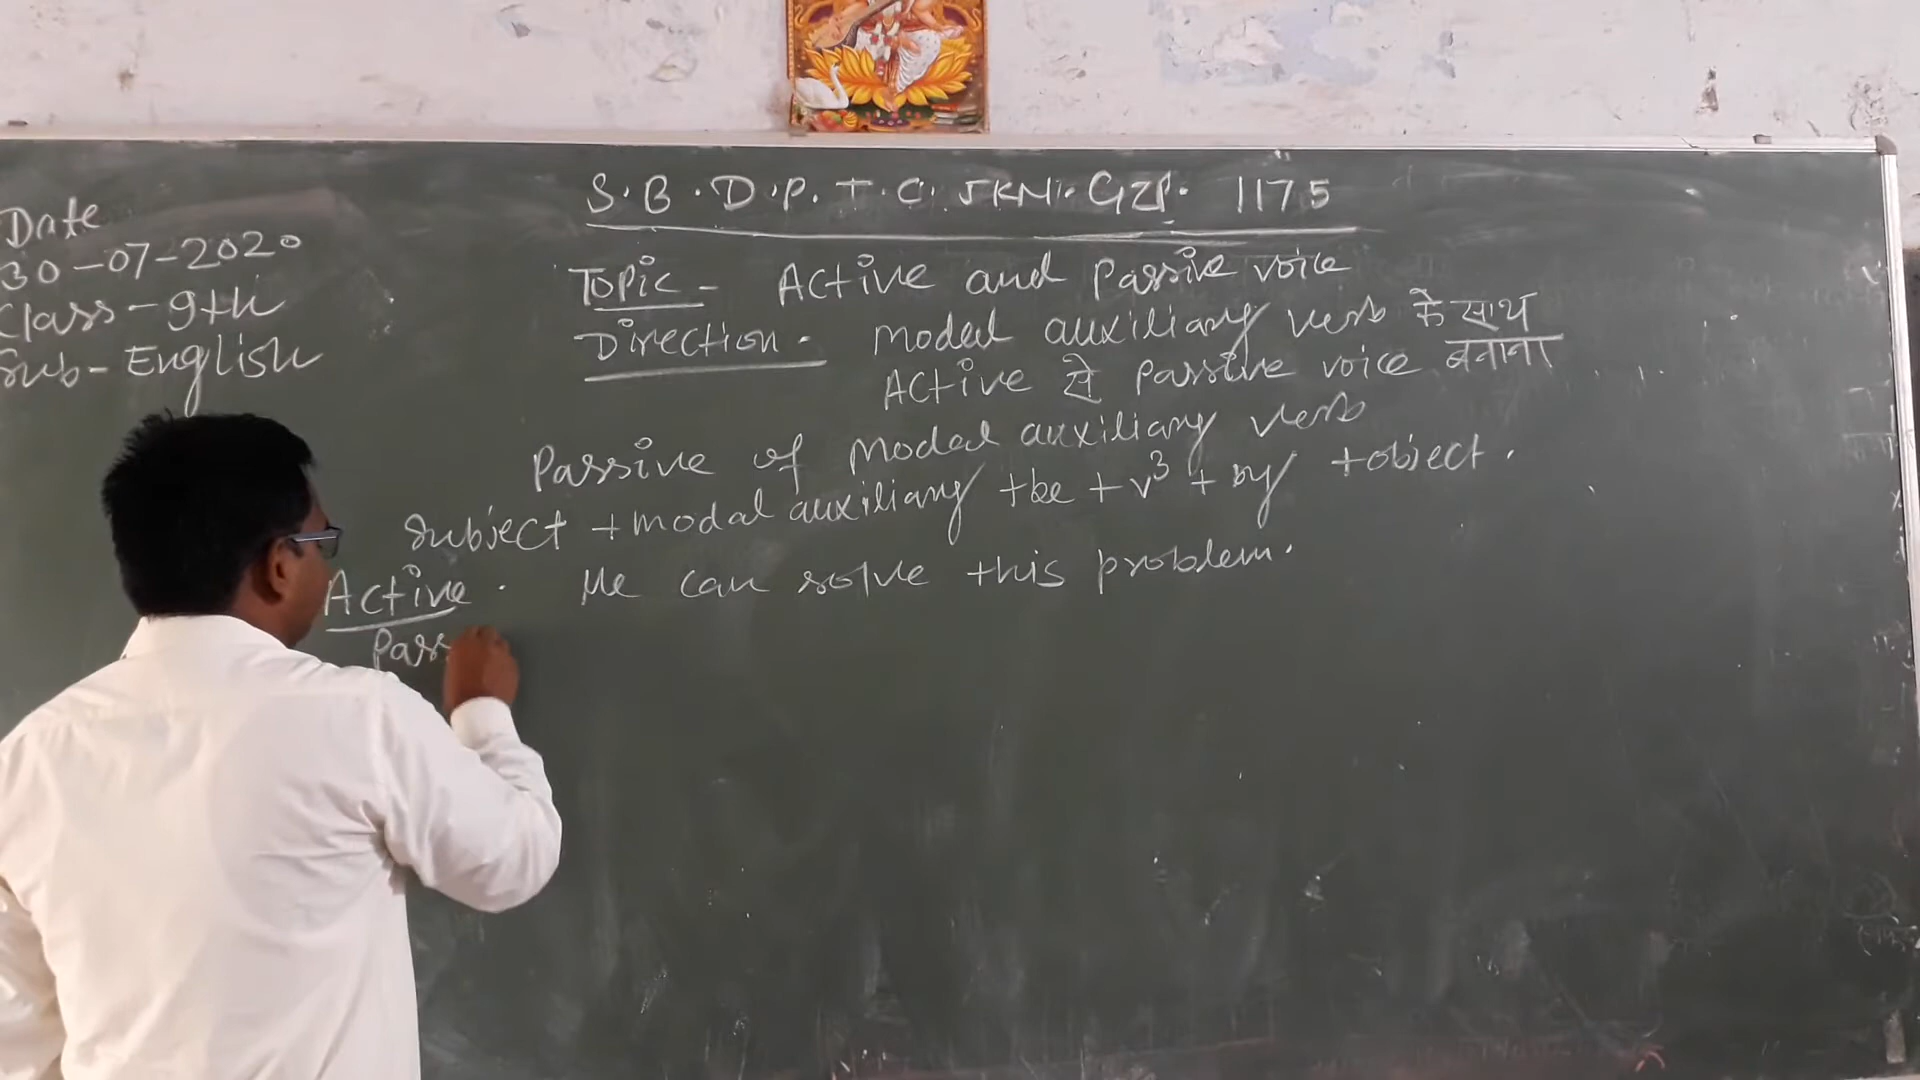 S.B.D.P.T.C. JKM. GZP. 1175
Date
30-07-2020
Class-9th
Sub-English
Topic- Active and Passive voice
Direction- modal auxiliary verb के साथ
Active से Passive voice बनाना
Passive of Modal auxiliary verb
Subject + modal auxiliary + be + v³ + by + object.
Active. He can solve this problem.
Pass